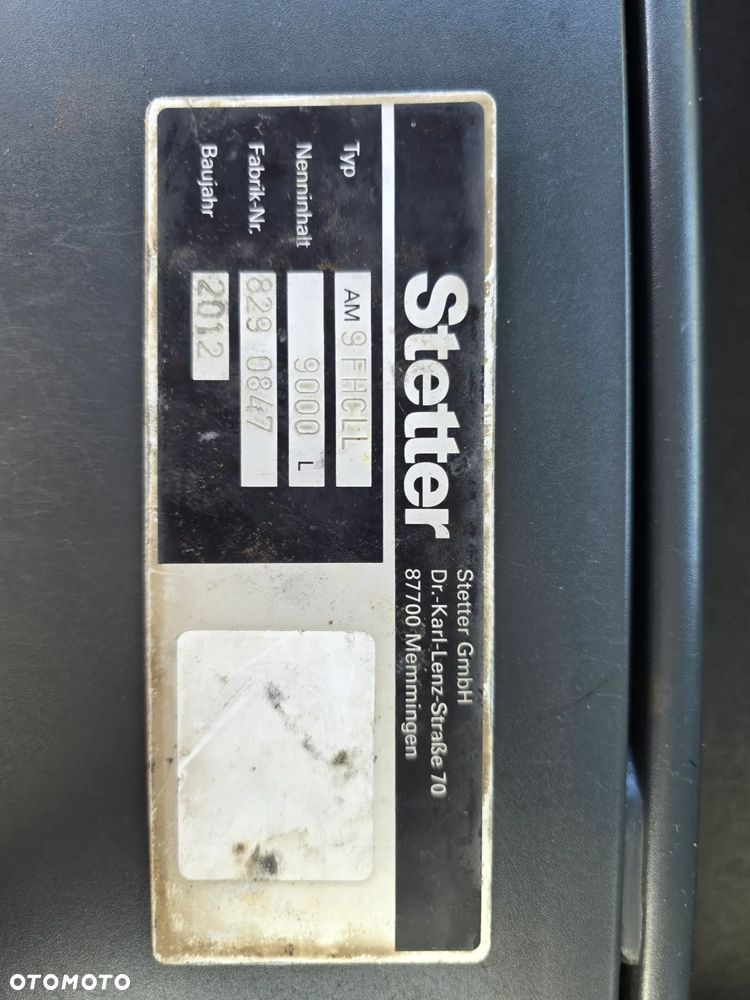 Stetter
Stetter GmbH
Dr.-Karl-Lenz-Straße 70
87700 Memmingen
Typ AM 9 FHCLL
Nenninhalt 9000 L
Fabrik-Nr. 829 0847
Baujahr 2012
OTOMOTO